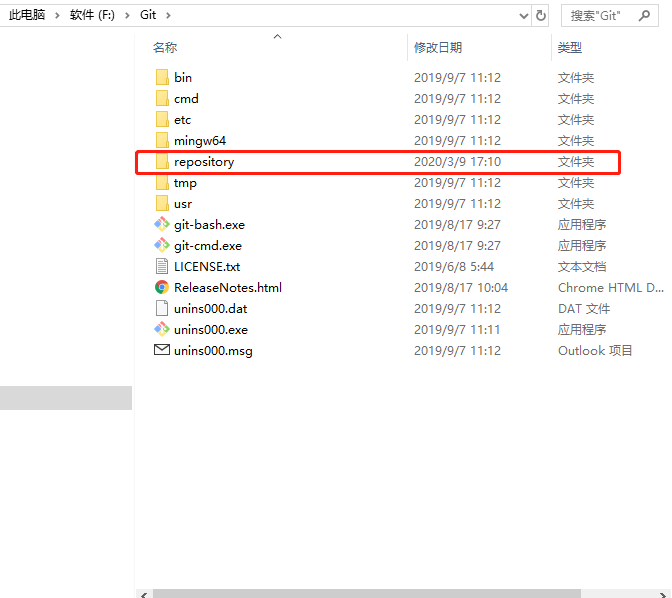 此电脑 > 软件 (F:) > Git > 搜索"Git"
名称 修改日期 类型
bin 2019/9/7 11:12 文件夹
cmd 2019/9/7 11:12 文件夹
etc 2019/9/7 11:12 文件夹
mingw64 2019/9/7 11:12 文件夹
repository 2020/3/9 17:10 文件夹
tmp 2019/9/7 11:12 文件夹
usr 2019/9/7 11:12 文件夹
git-bash.exe 2019/8/17 9:27 应用程序
git-cmd.exe 2019/8/17 9:27 应用程序
LICENSE.txt 2019/6/8 5:44 文本文档
ReleaseNotes.html 2019/8/17 10:04 Chrome HTML D...
unins000.dat 2019/9/7 11:12 DAT 文件
unins000.exe 2019/9/7 11:11 应用程序
unins000.msg 2019/9/7 11:12 Outlook 项目